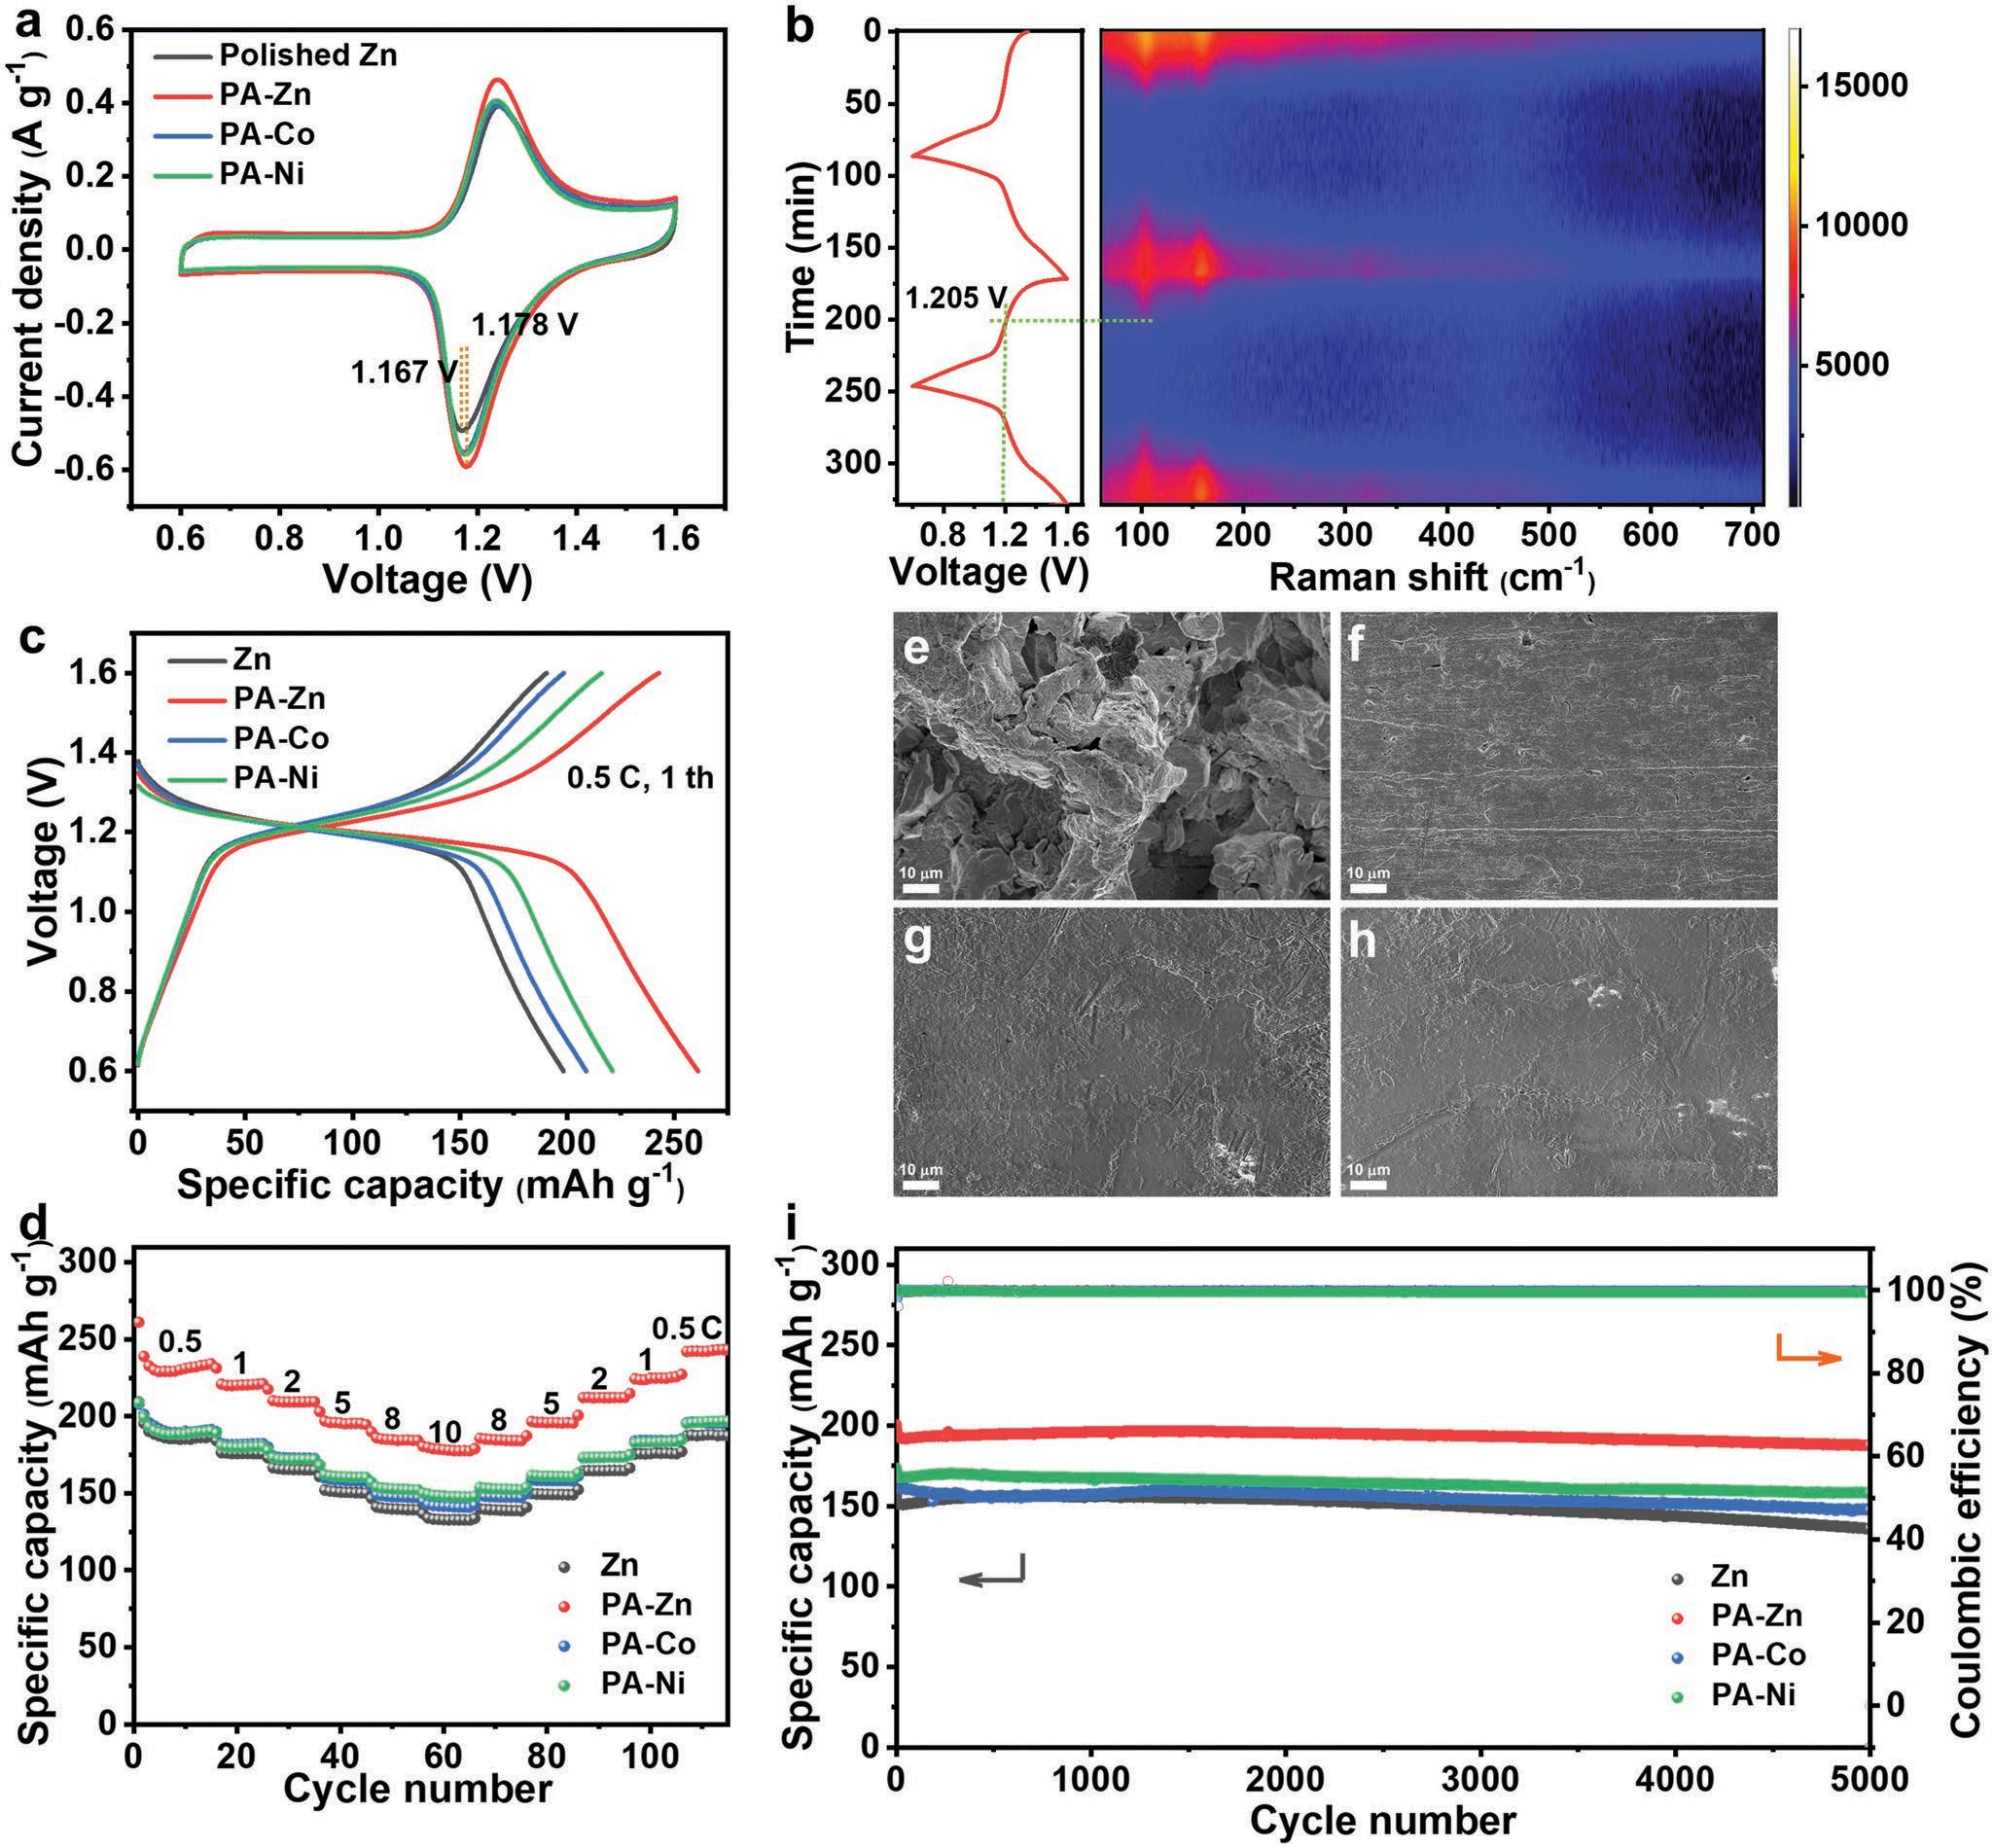 a
0.6
0.4
0.2
0.0
-0.2
-0.4
-0.6
Current density (A g-1)
Polished Zn
PA-Zn
PA-Co
PA-Ni
1.178 V
1.167 V
0.6 0.8 1.0 1.2 1.4 1.6
Voltage (V)
b
0
50
100
150
200
250
300
Time (min)
1.205 V
0.8 1.2 1.6
Voltage (V)
100 200 300 400 500 600 700
Raman shift (cm-1)
15000
10000
5000
c
1.6
1.4
1.2
1.0
0.8
0.6
Voltage (V)
Zn
PA-Zn
PA-Co
PA-Ni
0.5 C, 1 th
0 50 100 150 200 250
Specific capacity (mAh g-1)
e
10 μm
f
10 μm
g
10 μm
h
10 μm
d
300
250
200
150
100
50
0
Specific capacity (mAh g-1)
0.5 1 2 5 8 10 8 5 2 1 0.5 C
Zn
PA-Zn
PA-Co
PA-Ni
0 20 40 60 80 100
Cycle number
i
300
250
200
150
100
50
0
Specific capacity (mAh g-1)
100
80
60
40
20
0
Coulombic efficiency (%)
Zn
PA-Zn
PA-Co
PA-Ni
0 1000 2000 3000 4000 5000
Cycle number